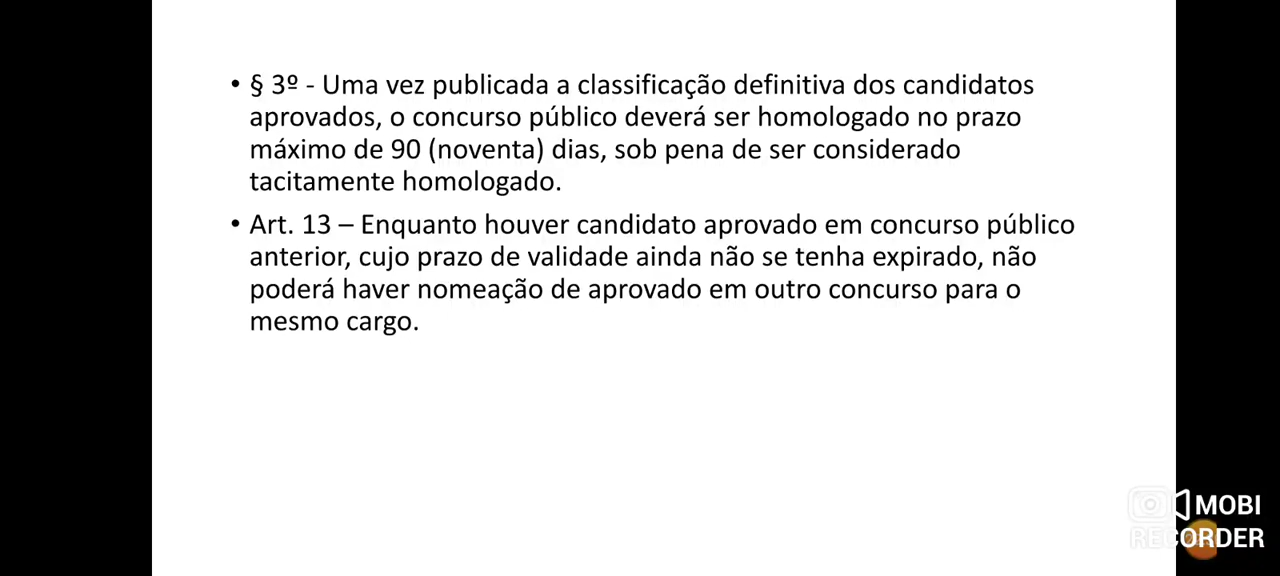 • § 3º - Uma vez publicada a classificação definitiva dos candidatos
aprovados, o concurso público deverá ser homologado no prazo
máximo de 90 (noventa) dias, sob pena de ser considerado
tacitamente homologado.
• Art. 13 – Enquanto houver candidato aprovado em concurso público
anterior, cujo prazo de validade ainda não se tenha expirado, não
poderá haver nomeação de aprovado em outro concurso para o
mesmo cargo.
MOBI
RECORDER